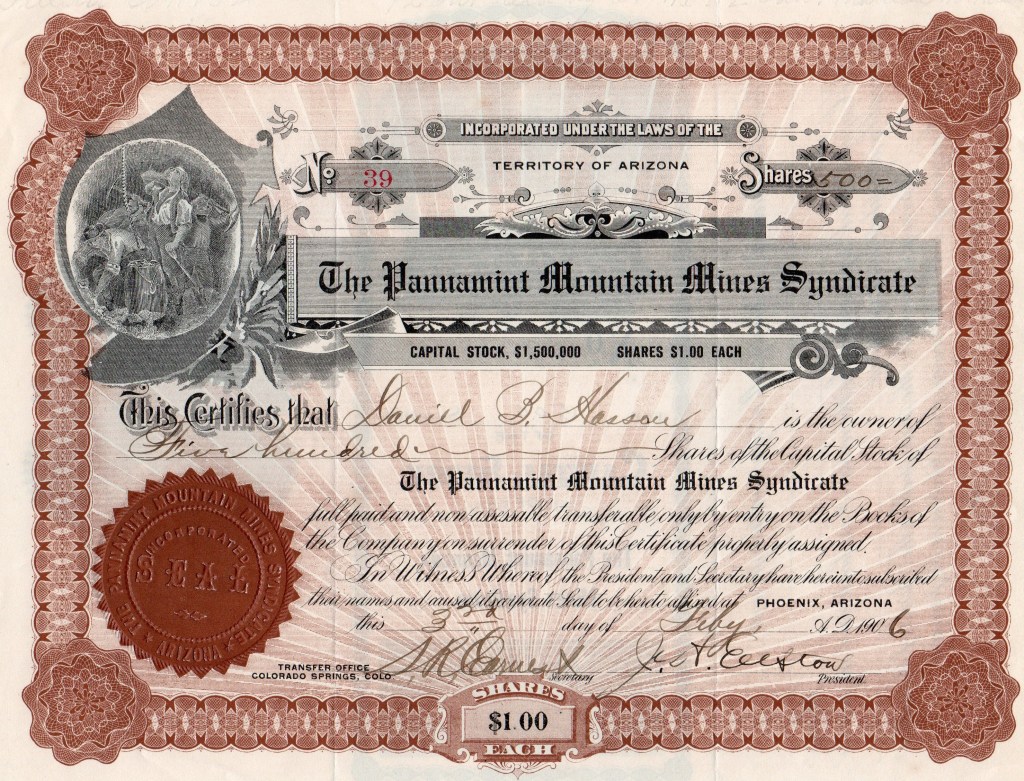 INCORPORATED UNDER THE LAWS OF THE
TERRITORY OF ARIZONA
No. 39
Shares 500=
The Pannamint Mountain Mines Syndicate
CAPITAL STOCK, $1,500,000 SHARES $1.00 EACH
This Certifies that Daniel B. Hasson is the owner of
Five hundred Shares of the Capital Stock of
The Pannamint Mountain Mines Syndicate
full paid and non assessable transferable only by entry on the Books of
the Company on surrender of this Certificate properly assigned.
In Witness Whereof, the President and Secretary have hereinto subscribed
their names and caused its corporate Seal to be hereto affixed at PHOENIX, ARIZONA
this 3rd day of Feby. A.D. 1906
THE PANNAMINT MOUNTAIN MINES SYNDICATE
INCORPORATED
SEAL
ARIZONA
TRANSFER OFFICE
COLORADO SPRINGS, COLO
Secretary
President
SHARES
$1.00
EACH